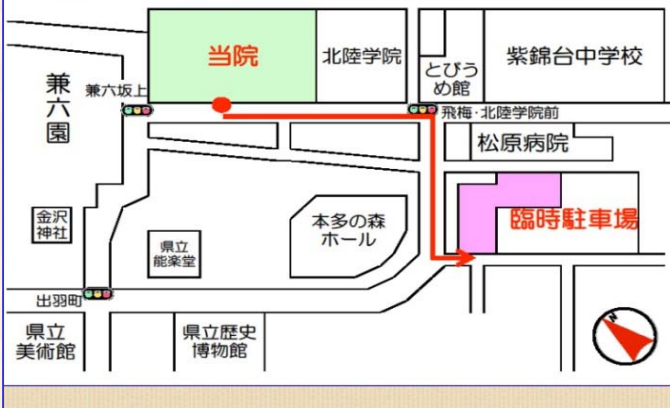 当院
北陸学院
とびう
め館
紫錦台中学校
兼六坂上
兼六園
飛梅・北陸学院前
松原病院
臨時駐車場
金沢
神社
県立
能楽堂
本多の森
ホール
出羽町
県立
美術館
県立歴史
博物館
N